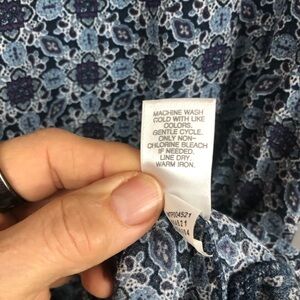 MACHINE WASH
COLD WITH LIKE
COLORS.
GENTLE CYCLE.
ONLY NON-
CHLORINE BLEACH
IF NEEDED.
LINE DRY.
WARM IRON.